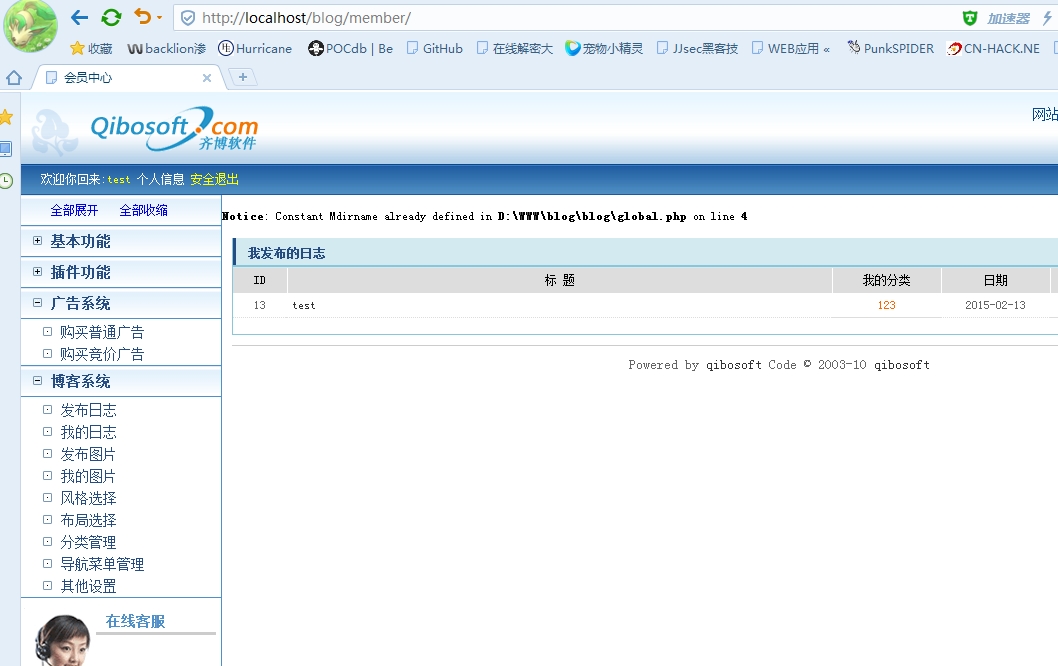 http://localhost/blog/member/
加速器
收藏 backlion渗 Hurricane POCdb | Be GitHub 在线解密大 宠物小精灵 JJsec黑客技 WEB应用 « PunkSPIDER CN-HACK.NE
会员中心
Qibosoft.com
齐博软件
网站
欢迎你回来:test 个人信息 安全退出
全部展开 全部收缩
Notice: Constant Mdirname already defined in D:\WWW\blog\blog\global.php on line 4
基本功能
插件功能
广告系统
购买普通广告
购买竞价广告
博客系统
发布日志
我的日志
发布图片
我的图片
风格选择
布局选择
分类管理
导航菜单管理
其他设置
在线客服
我发布的日志
ID 标 题 我的分类 日期
13 test 123 2015-02-13
Powered by qibosoft Code © 2003-10 qibosoft